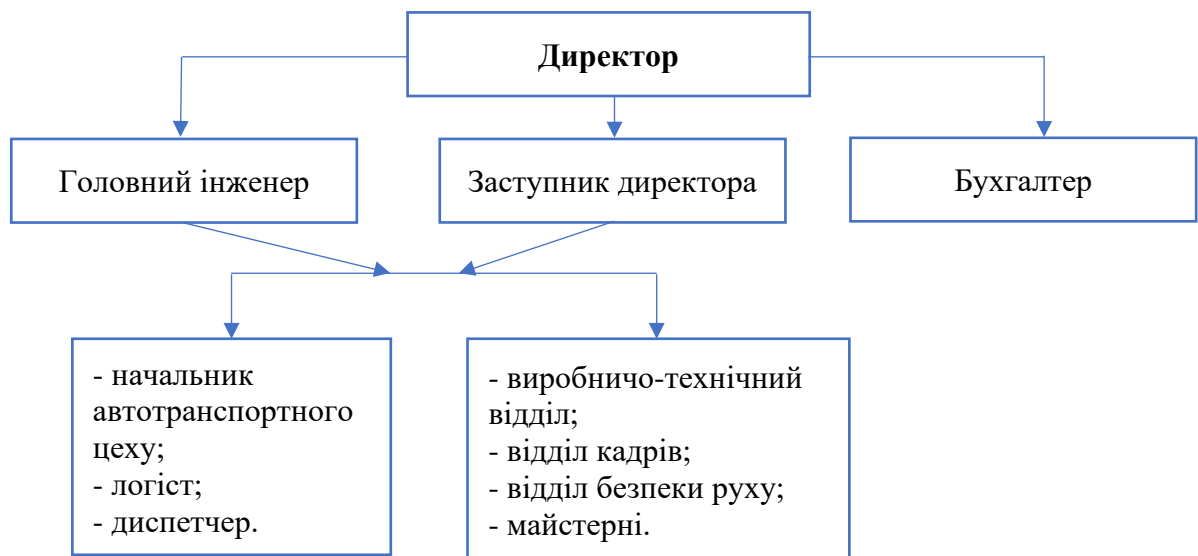 Директор
Головний інженер
Заступник директора
Бухгалтер
- начальник
автотранспортного
цеху;
- логіст;
- диспетчер.
- виробничо-технічний
відділ;
- відділ кадрів;
- відділ безпеки руху;
- майстерні.